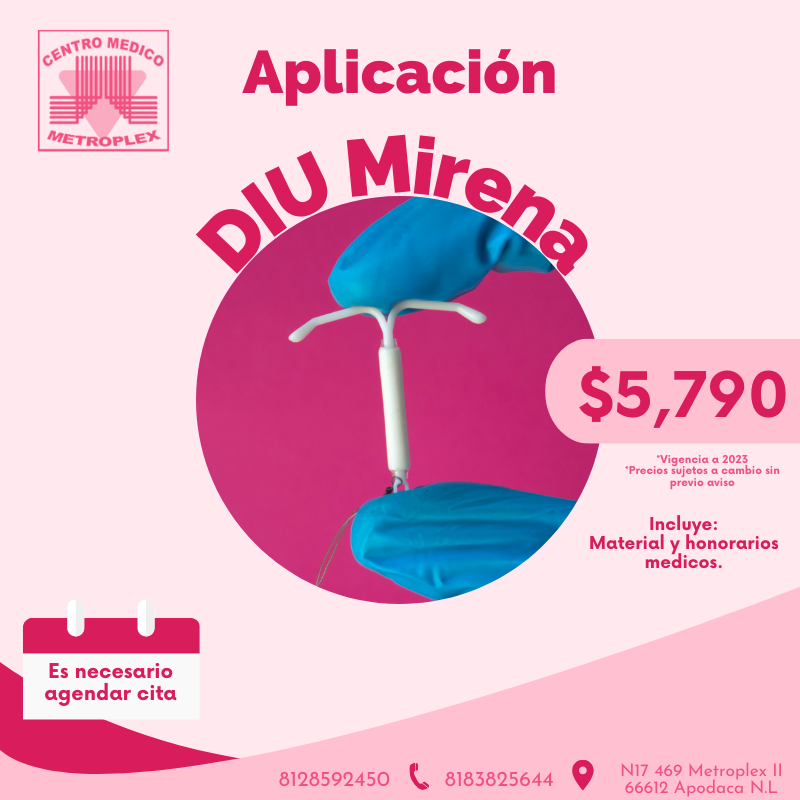 CENTRO MEDICO
METROPLEX
Aplicación
DIU Mirena
$5,790
*Vigencia a 2023
*Precios sujetos a cambio sin
previo aviso
Incluye:
Material y honorarios
medicos.
Es necesario
agendar cita
8128592450 8183825644
N17 469 Metroplex II
66612 Apodaca N.L